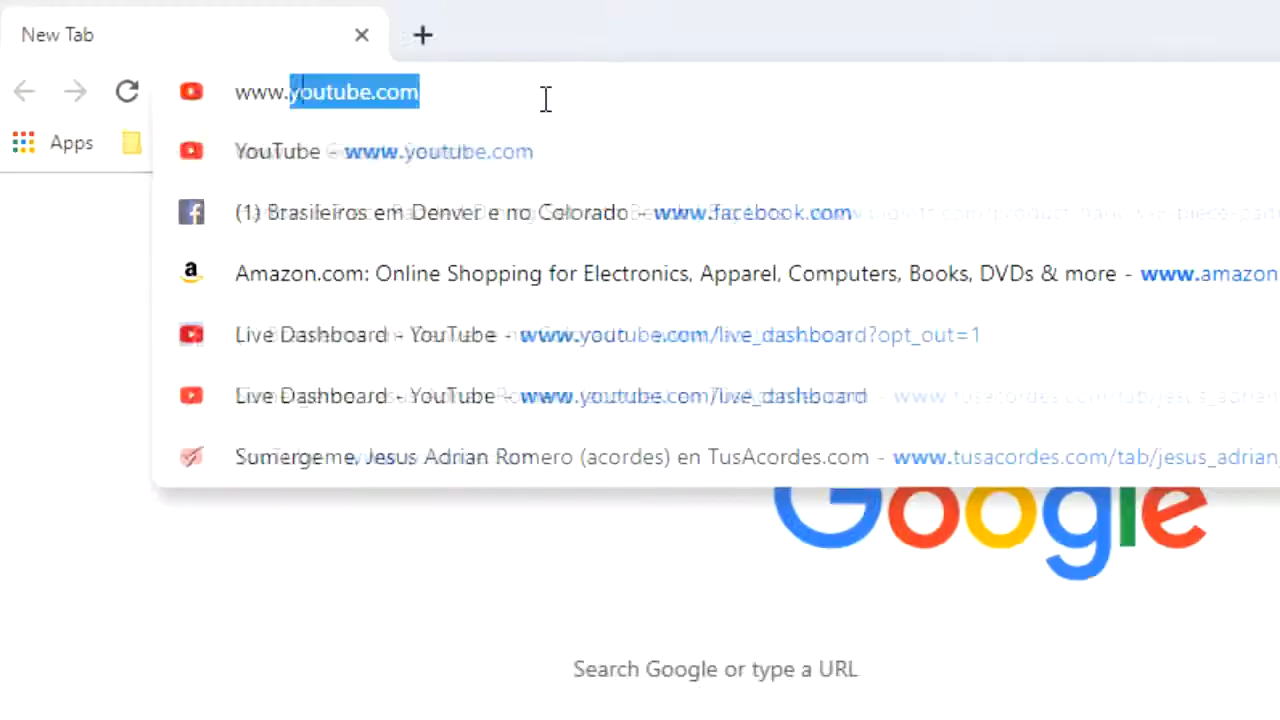 New Tab
www.youtube.com
Apps
YouTube - www.youtube.com
(1) Brasileiros em Denver e no Colorado - www.facebook.com
Amazon.com: Online Shopping for Electronics, Apparel, Computers, Books, DVDs & more - www.amazon
Live Dashboard - YouTube - www.youtube.com/live_dashboard?opt_out=1
Live Dashboard - YouTube - www.youtube.com/live_dashboard
Sumergeme, Jesus Adrian Romero (acordes) en TusAcordes.com - www.tusacordes.com/tab/jesus_adrian_
Google
Search Google or type a URL